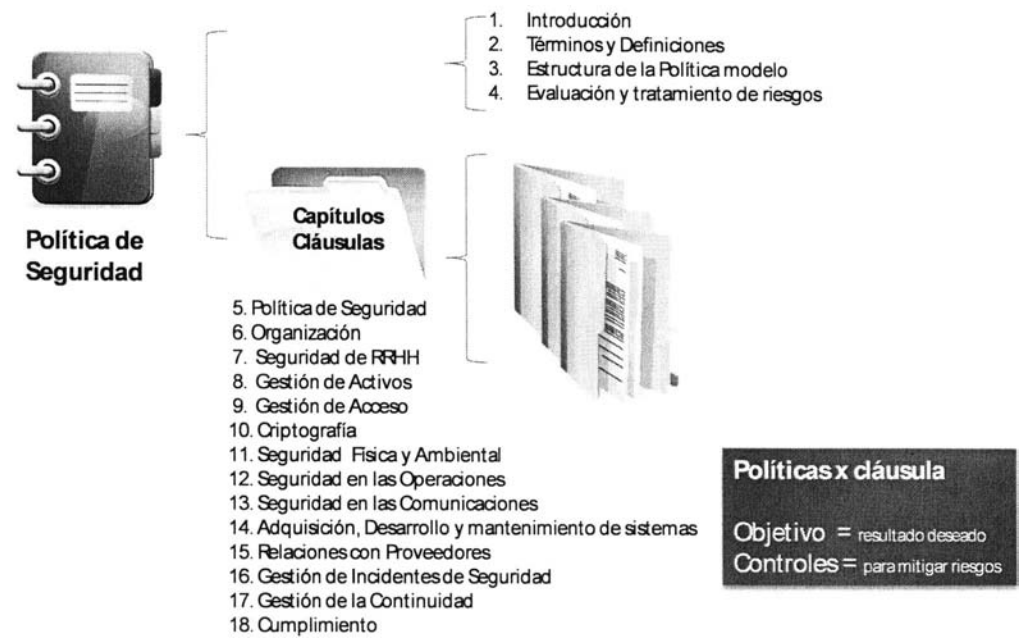 1. Introducción
2. Términos y Definiciones
3. Estructura de la Política modelo
4. Evaluación y tratamiento de riesgos
Política de
Seguridad
Capítulos
Cláusulas
5. Política de Seguridad
6. Organización
7. Seguridad de RRHH
8. Gestión de Activos
9. Gestión de Acceso
10. Criptografía
11. Seguridad Física y Ambiental
12. Seguridad en las Operaciones
13. Seguridad en las Comunicaciones
14. Adquisición, Desarrollo y mantenimiento de sistemas
15. Relaciones con Proveedores
16. Gestión de Incidentes de Seguridad
17. Gestión de la Continuidad
18. Cumplimiento
Políticas x cláusula
Objetivo = resultado deseado
Controles = para mitigar riesgos